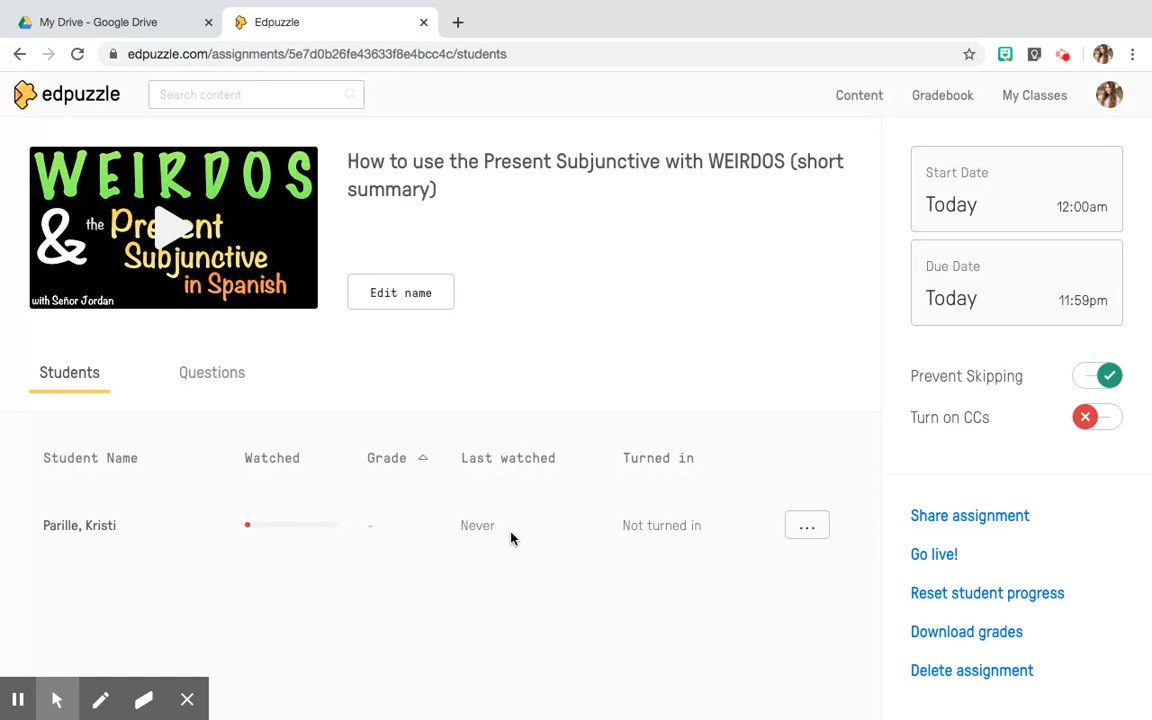 My Drive - Google Drive
Edpuzzle
edpuzzle.com/assignments/5e7d0b26fe43633f8e4bcc4c/students
edpuzzle
Search content
Content
Gradebook
My Classes
WEIRDOS
& the Present
Subjunctive
in Spanish
with Señor Jordan
How to use the Present Subjunctive with WEIRDOS (short
summary)
Edit name
Start Date
Today 12:00am
Due Date
Today 11:59pm
Students
Questions
Prevent Skipping
Turn on CCs
Student Name
Watched
Grade
Last watched
Turned in
Parille, Kristi
-
Never
Not turned in
...
Share assignment
Go live!
Reset student progress
Download grades
Delete assignment